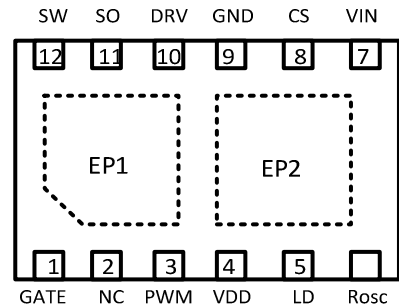 SW SO DRV GND CS VIN
12 11 10 9 8 7
EP1 EP2
1 2 3 4 5
GATE NC PWM VDD LD Rosc